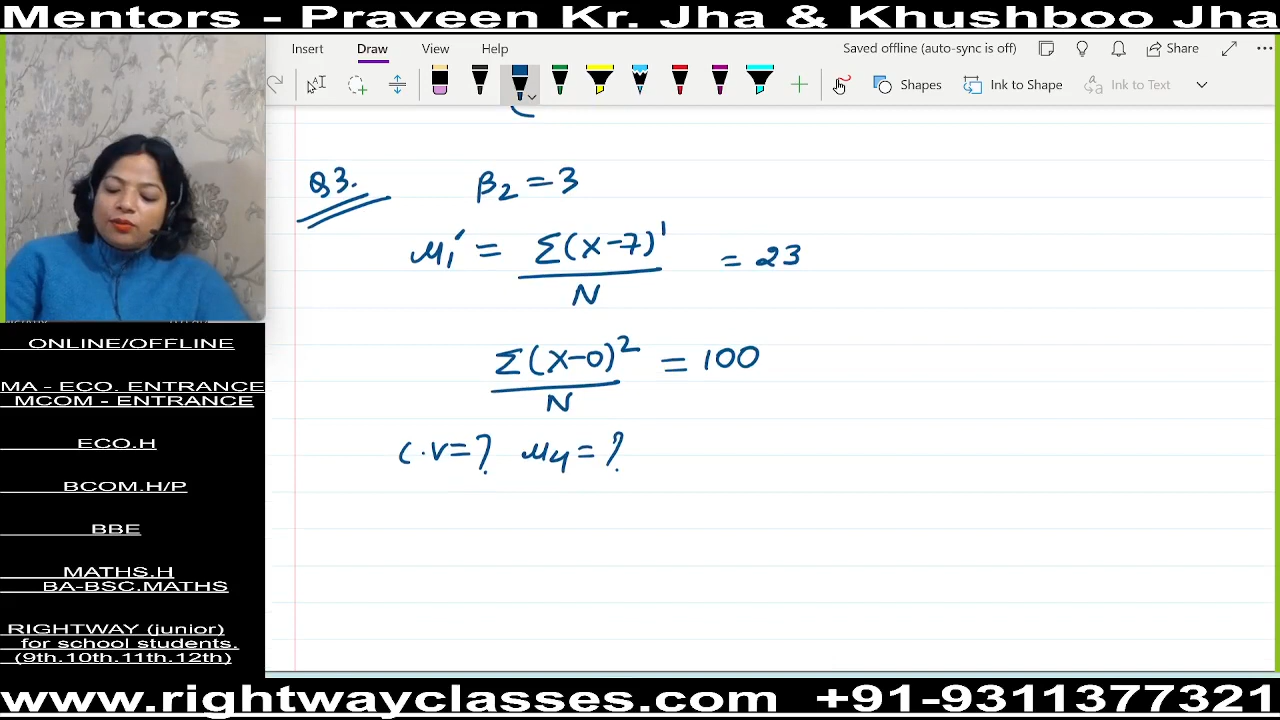 Mentors - Praveen Kr. Jha & Khushboo Jha
Insert Draw View Help Saved offline (auto-sync is off) Share
Shapes Ink to Shape Ink to Text
Q3. β₂ = 3
μ₁′ = Σ(X-7)¹ / N = 23
Σ(X-0)² / N = 100
C.V = ? μ₄ = ?
ONLINE/OFFLINE
MA - ECO. ENTRANCE
MCOM - ENTRANCE
ECO.H
BCOM.H/P
BBE
MATHS.H
BA-BSC.MATHS
RIGHTWAY (junior)
for school students.
(9th.10th.11th.12th)
www.rightwayclasses.com +91-9311377321